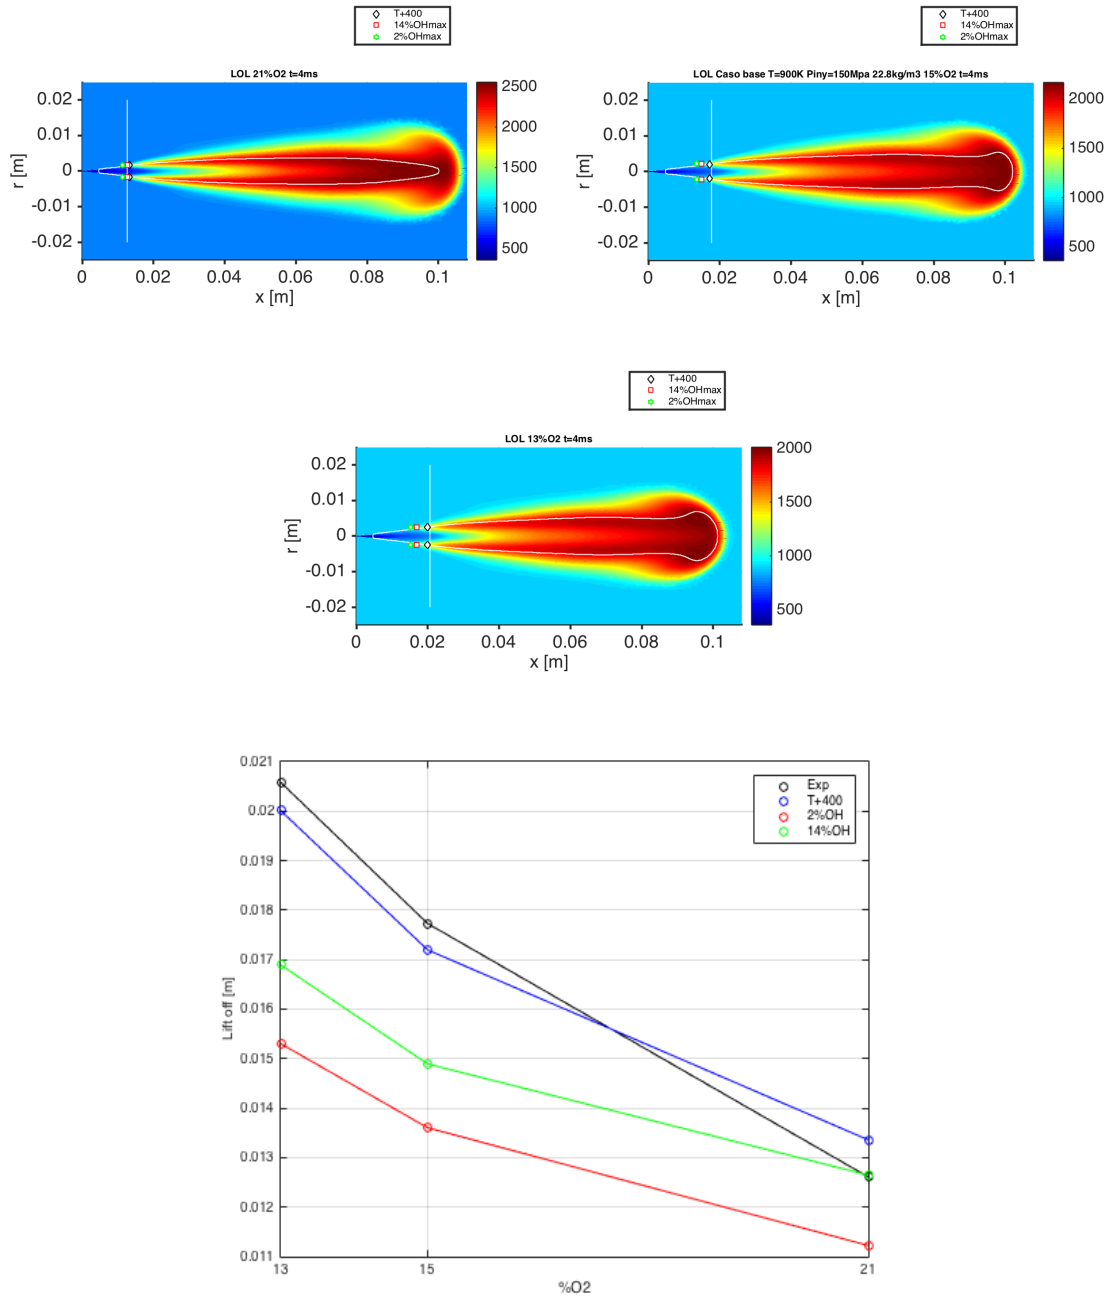 T+400
14%OHmax
2%OHmax
LOL 21%O2 t=4ms
0.02
0.01
0
-0.01
-0.02
r [m]
0
0.02
0.04
0.06
0.08
0.1
x [m]
2500
2000
1500
1000
500
T+400
14%OHmax
2%OHmax
LOL Caso base T=900K Piny=150Mpa 22.8kg/m3 15%O2 t=4ms
0.02
0.01
0
-0.01
-0.02
r [m]
0
0.02
0.04
0.06
0.08
0.1
x [m]
2000
1500
1000
500
T+400
14%OHmax
2%OHmax
LOL 13%O2 t=4ms
0.02
0.01
0
-0.01
-0.02
r [m]
0
0.02
0.04
0.06
0.08
0.1
x [m]
2000
1500
1000
500
0.021
0.02
0.019
0.018
0.017
0.016
0.015
0.014
0.013
0.012
0.011
Lift off [m]
Exp
T+400
2%OH
14%OH
13
15
21
%O2